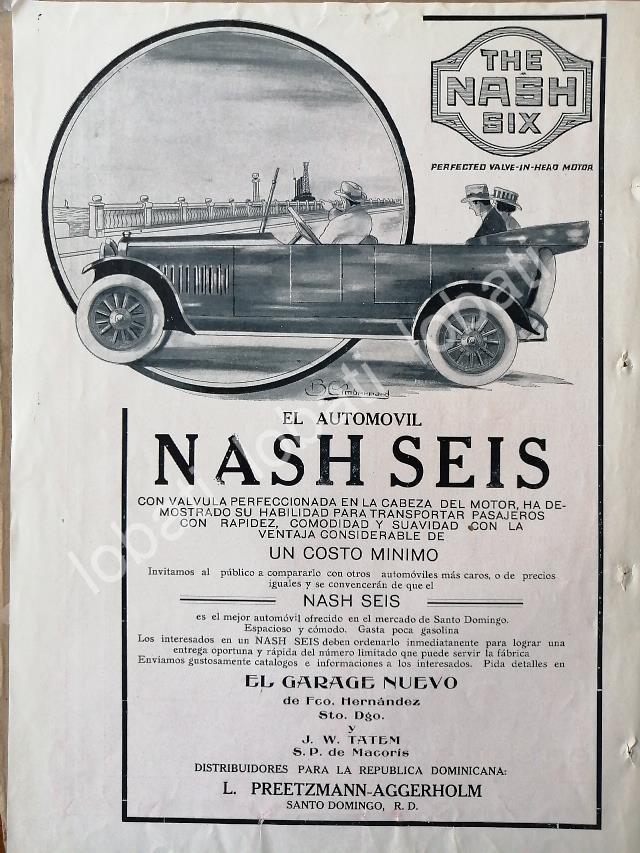 THE
NASH
SIX
PERFECTED VALVE-IN-HEAD MOTOR
EL AUTOMOVIL
NASH SEIS
CON VALVULA PERFECCIONADA EN LA CABEZA DEL MOTOR, HA DE-
MOSTRADO SU HABILIDAD PARA TRANSPORTAR PASAJEROS
CON RAPIDEZ, COMODIDAD Y SUAVIDAD CON LA
VENTAJA CONSIDERABLE DE
UN COSTO MINIMO
Invitamos al público a compararlo con otros automóviles más caros, o de precios
iguales y se convencerán de que el
NASH SEIS
es el mejor automóvil ofrecido en el mercado de Santo Domingo.
Espacioso y cómodo. Gasta poca gasolina
Los interesados en un NASH SEIS deben ordenarlo inmediatamente para lograr una
entrega oportuna y rápida del número limitado que puede servir la fábrica
Enviamos gustosamente catalogos e informaciones a los interesados. Pida detalles en
EL GARAGE NUEVO
de Fco. Hernández
Sto. Dgo.
y
J. W. TATEM
S. P. de Macorís
DISTRIBUIDORES PARA LA REPUBLICA DOMINICANA:
L. PREETZMANN-AGGERHOLM
SANTO DOMINGO, R. D.
lobati lobati lobati lobati